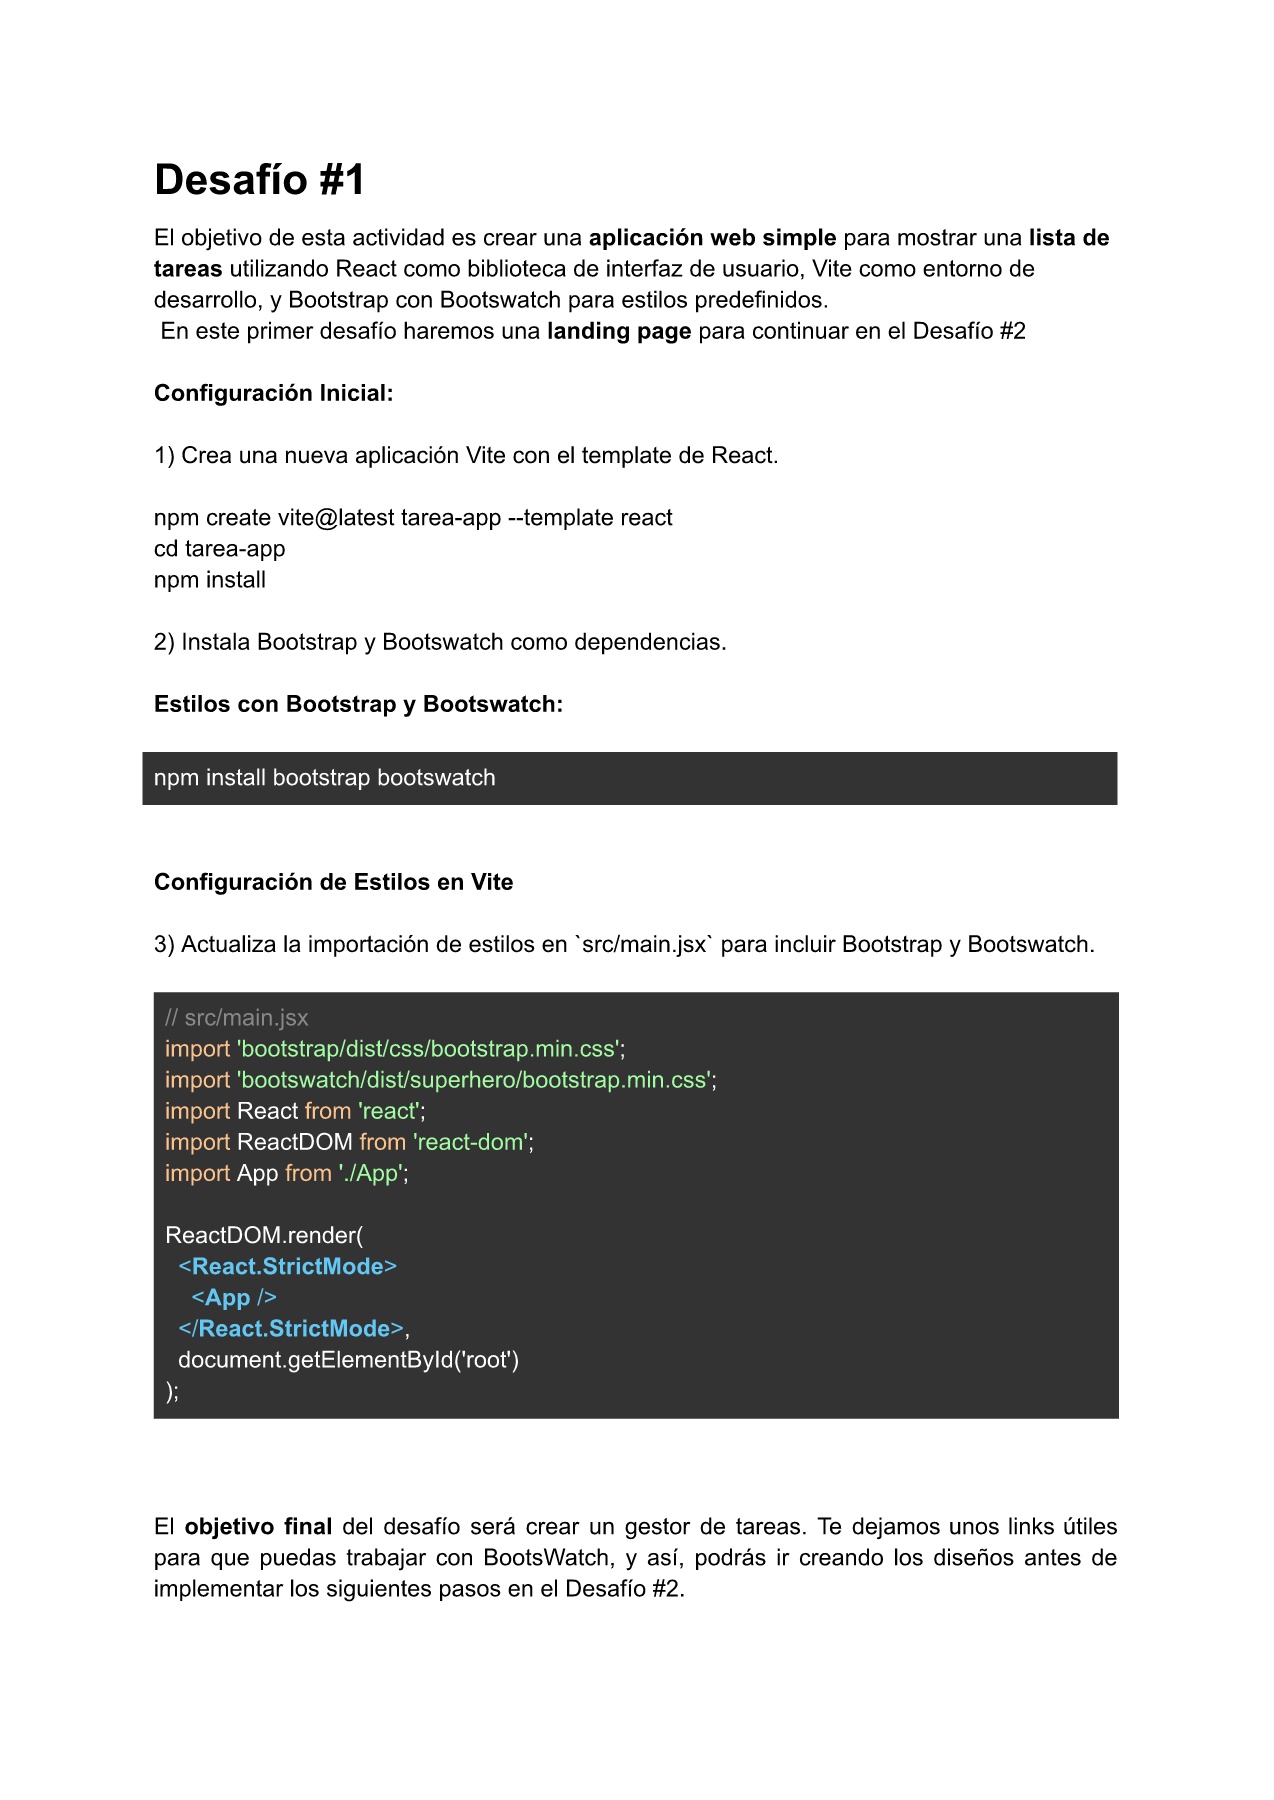 Desafío #1
El objetivo de esta actividad es crear una aplicación web simple para mostrar una lista de
tareas utilizando React como biblioteca de interfaz de usuario, Vite como entorno de
desarrollo, y Bootstrap con Bootswatch para estilos predefinidos.
En este primer desafío haremos una landing page para continuar en el Desafío #2
Configuración Inicial:
1) Crea una nueva aplicación Vite con el template de React.
npm create vite@latest tarea-app --template react
cd tarea-app
npm install
2) Instala Bootstrap y Bootswatch como dependencias.
Estilos con Bootstrap y Bootswatch:
npm install bootstrap bootswatch
Configuración de Estilos en Vite
3) Actualiza la importación de estilos en `src/main.jsx` para incluir Bootstrap y Bootswatch.
// src/main.jsx
import 'bootstrap/dist/css/bootstrap.min.css';
import 'bootswatch/dist/superhero/bootstrap.min.css';
import React from 'react';
import ReactDOM from 'react-dom';
import App from './App';
ReactDOM.render(
  <React.StrictMode>
    <App />
  </React.StrictMode>,
  document.getElementById('root')
);
El objetivo final del desafío será crear un gestor de tareas. Te dejamos unos links útiles
para que puedas trabajar con BootsWatch, y así, podrás ir creando los diseños antes de
implementar los siguientes pasos en el Desafío #2.